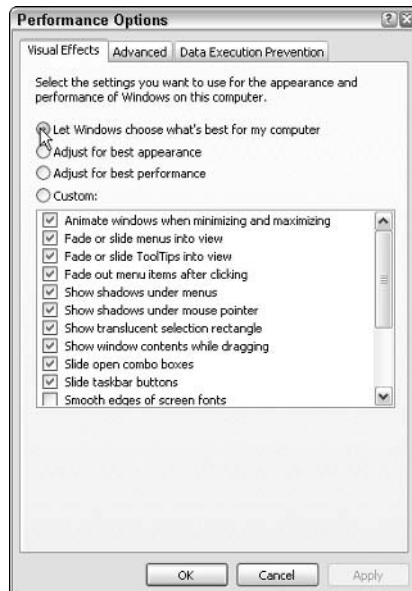 Performance Options
Visual Effects Advanced Data Execution Prevention
Select the settings you want to use for the appearance and
performance of Windows on this computer.
Let Windows choose what's best for my computer
Adjust for best appearance
Adjust for best performance
Custom:
Animate windows when minimizing and maximizing
Fade or slide menus into view
Fade or slide ToolTips into view
Fade out menu items after clicking
Show shadows under menus
Show shadows under mouse pointer
Show translucent selection rectangle
Show window contents while dragging
Slide open combo boxes
Slide taskbar buttons
Smooth edges of screen fonts
OK Cancel Apply